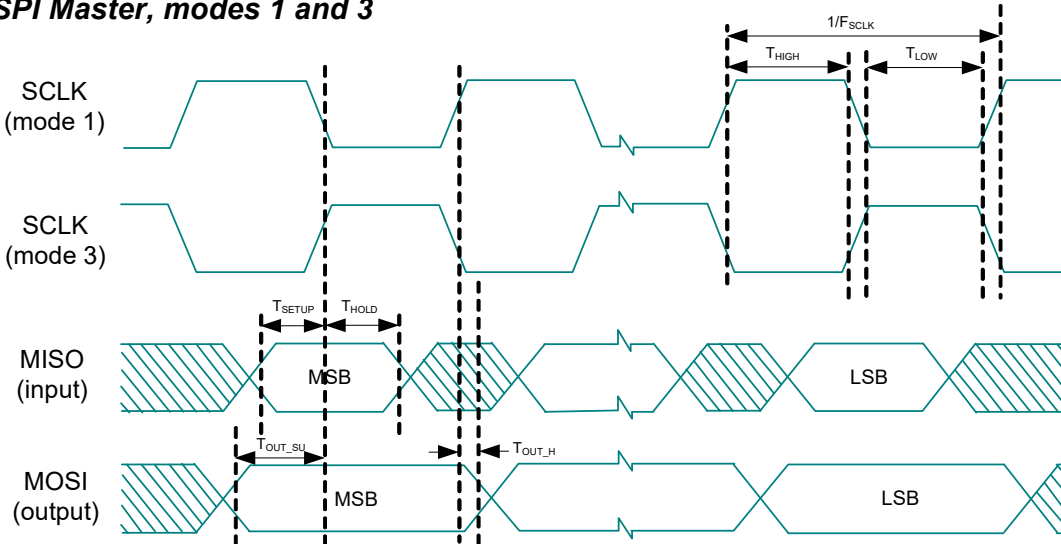 SPI Master, modes 1 and 3
1/FSCLK
THIGH
TLOW
SCLK
(mode 1)
SCLK
(mode 3)
TSETUP
THOLD
MISO
(input)
MSB
LSB
TOUT_SU
TOUT_H
MOSI
(output)
MSB
LSB